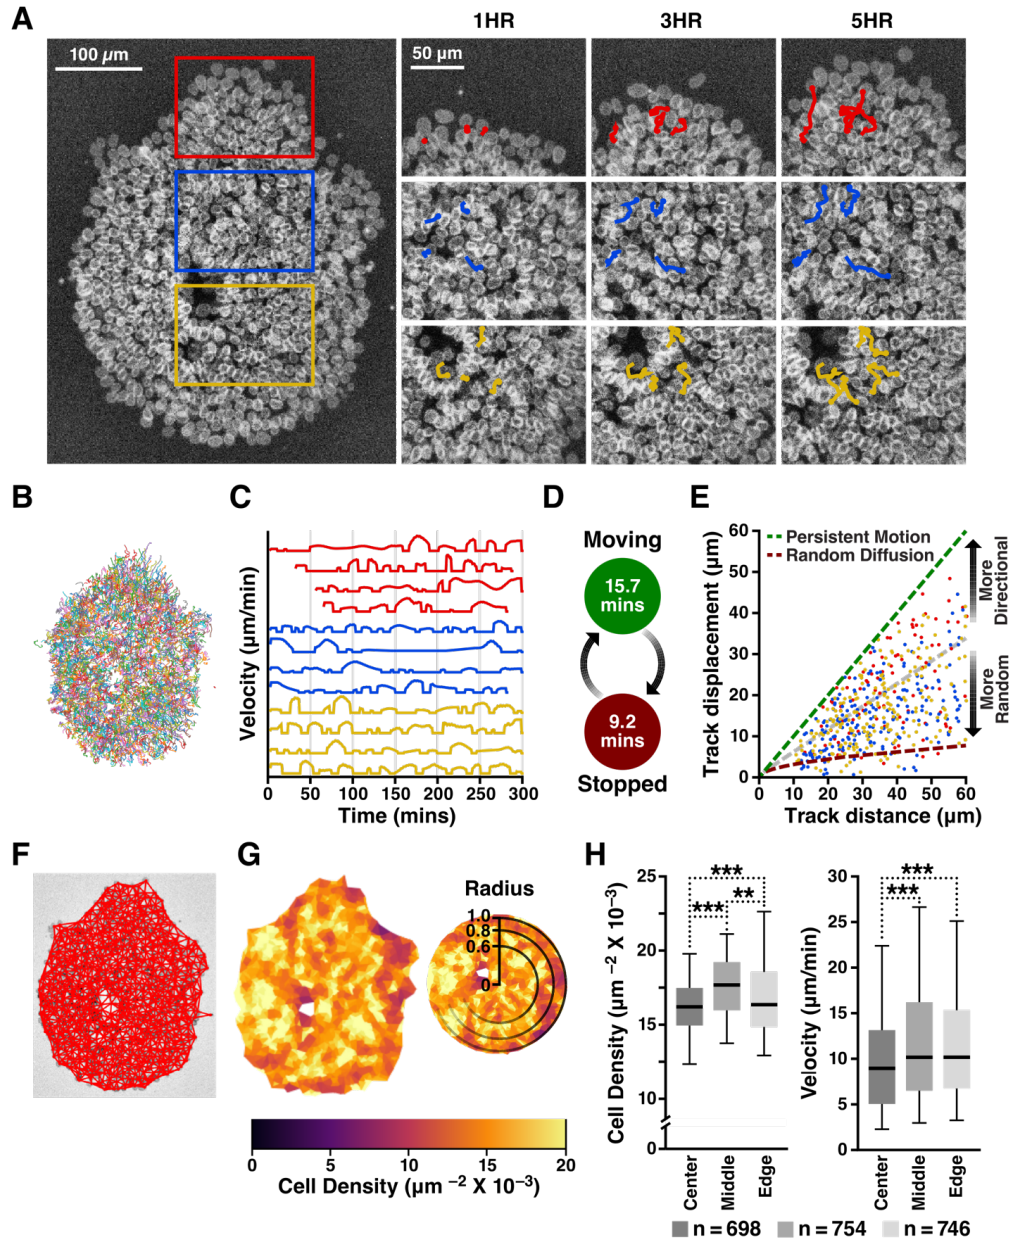 A
1HR
3HR
5HR
100 µm
50 µm
B
C
D
E
Velocity (µm/min)
0
50
100
150
200
250
300
Time (mins)
Moving
15.7
mins
9.2
mins
Stopped
Track displacement (µm)
60
50
40
30
20
10
0
Persistent Motion
Random Diffusion
More
Directional
More
Random
0
10
20
30
40
50
60
Track distance (µm)
F
G
H
Radius
1.0
0.8
0.6
0
0
5
10
15
20
Cell Density (µm −2 X 10−3)
Cell Density (µm −2 X 10−3)
25
20
15
10
0
***
***
**
Center
Middle
Edge
Velocity (µm/min)
30
25
20
15
10
5
0
***
***
Center
Middle
Edge
n = 698
n = 754
n = 746